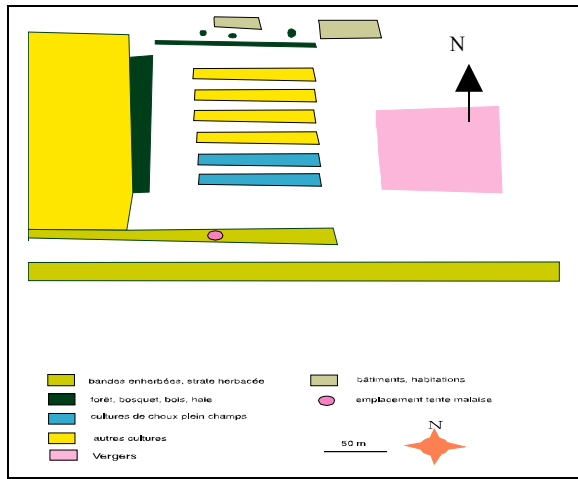 N
bandes enherbées, strate herbacée
forêt, bosquet, bois, haie
cultures de choux plein champs
autres cultures
Vergers
bâtiments, habitations
emplacement tente malaise
50 m
N